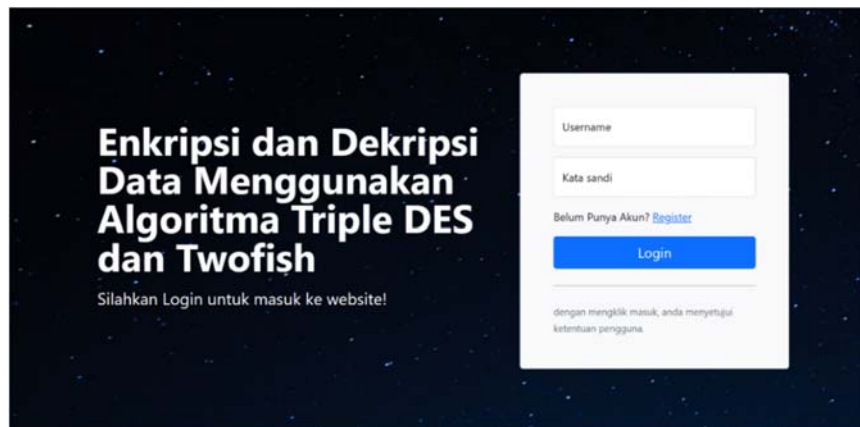 Enkripsi dan Dekripsi
Data Menggunakan
Algoritma Triple DES
dan Twofish
Silahkan Login untuk masuk ke website!
Username
Kata sandi
Belum Punya Akun? Register
Login
dengan mengklik masuk, anda menyetujui
ketentuan pengguna.